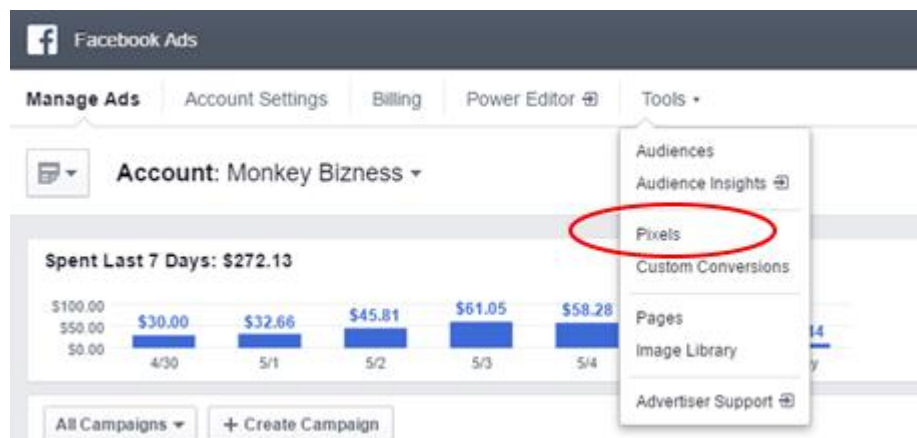 Facebook Ads
Manage Ads Account Settings Billing Power Editor Tools
Audiences
Audience Insights
Pixels
Custom Conversions
Pages
Image Library
Advertiser Support
Account: Monkey Bizness
Spent Last 7 Days: $272.13
$100.00
$50.00
$0.00
$30.00 $32.66 $45.81 $61.05 $58.28
4/30 5/1 5/2 5/3 5/4
All Campaigns + Create Campaign